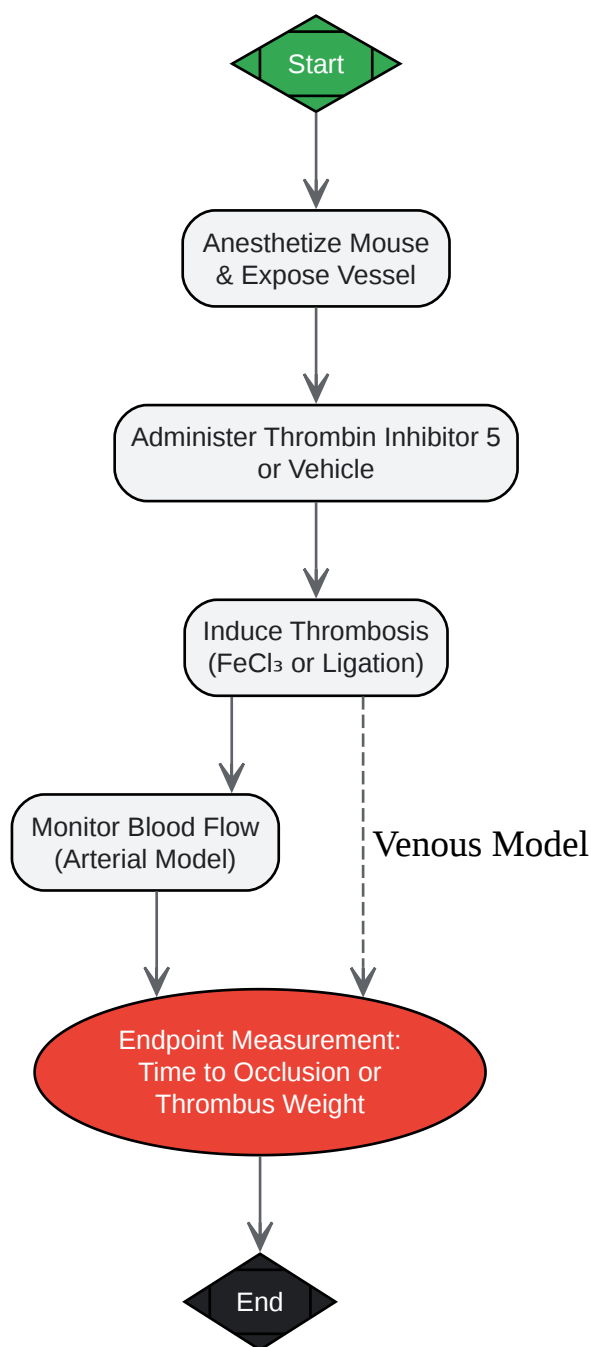 Start
Anesthetize Mouse
& Expose Vessel
Administer Thrombin Inhibitor 5
or Vehicle
Induce Thrombosis
(FeCl₃ or Ligation)
Monitor Blood Flow
(Arterial Model)
Venous Model
Endpoint Measurement:
Time to Occlusion or
Thrombus Weight
End